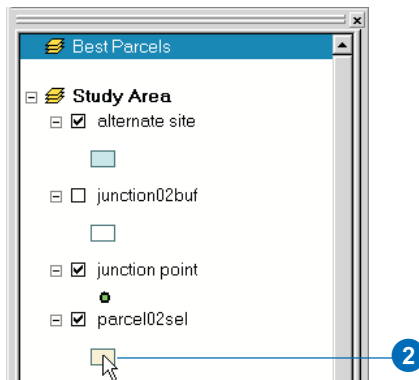 Best Parcels
Study Area
alternate site
junction02buf
junction point
parcel02sel
2